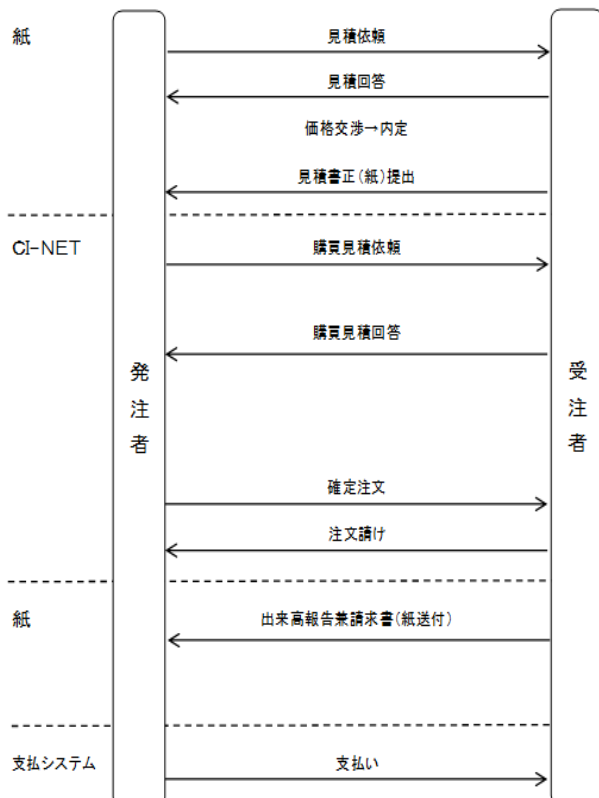 紙
見積依頼
見積回答
価格交渉→内定
見積書正(紙)提出
CI-NET
購買見積依頼
購買見積回答
発注者
受注者
確定注文
注文請け
紙
出来高報告兼請求書(紙送付)
支払システム
支払い